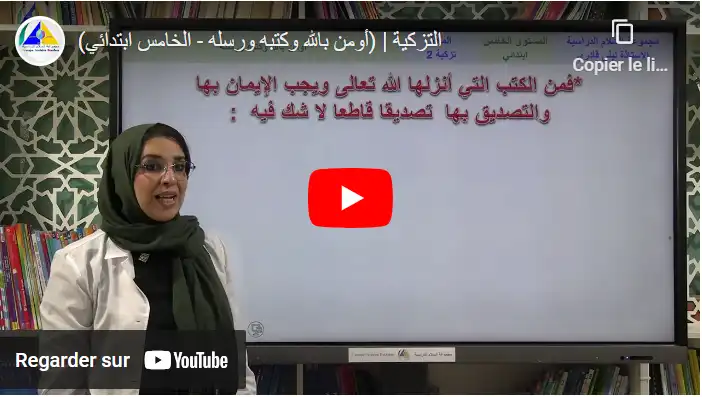 التزكية | (أومن بالله وكتبه ورسله - الخامس ابتدائي)
Copier le li...
المستوى الخامس
ابتدائي
تزكية 2
*فمن الكتب التي أنزلها الله تعالى ويجب الإيمان بها
والتصديق بها تصديقا قاطعا لا شك فيه :
Regarder sur YouTube